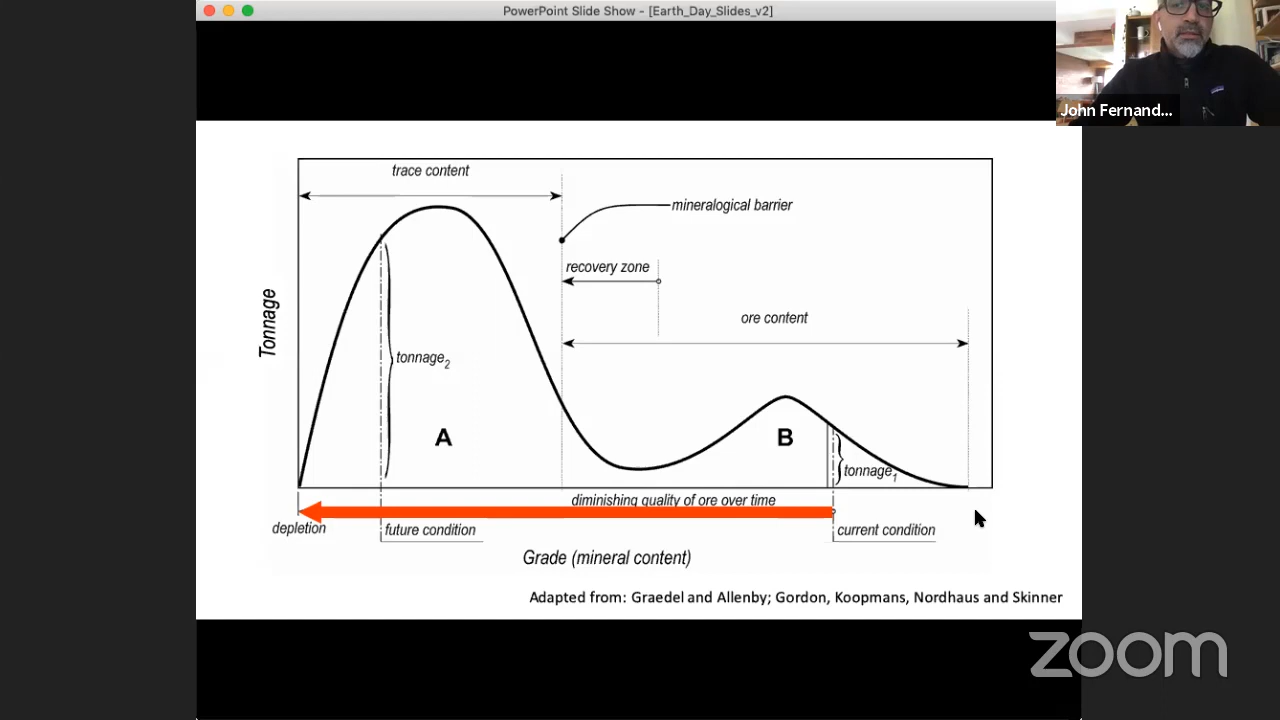 PowerPoint Slide Show - [Earth_Day_Slides_v2]
John Fernand...
trace content
mineralogical barrier
recovery zone
ore content
Tonnage
tonnage2
A
B
tonnage1
diminishing quality of ore over time
depletion
future condition
current condition
Grade (mineral content)
Adapted from: Graedel and Allenby; Gordon, Koopmans, Nordhaus and Skinner
zoom